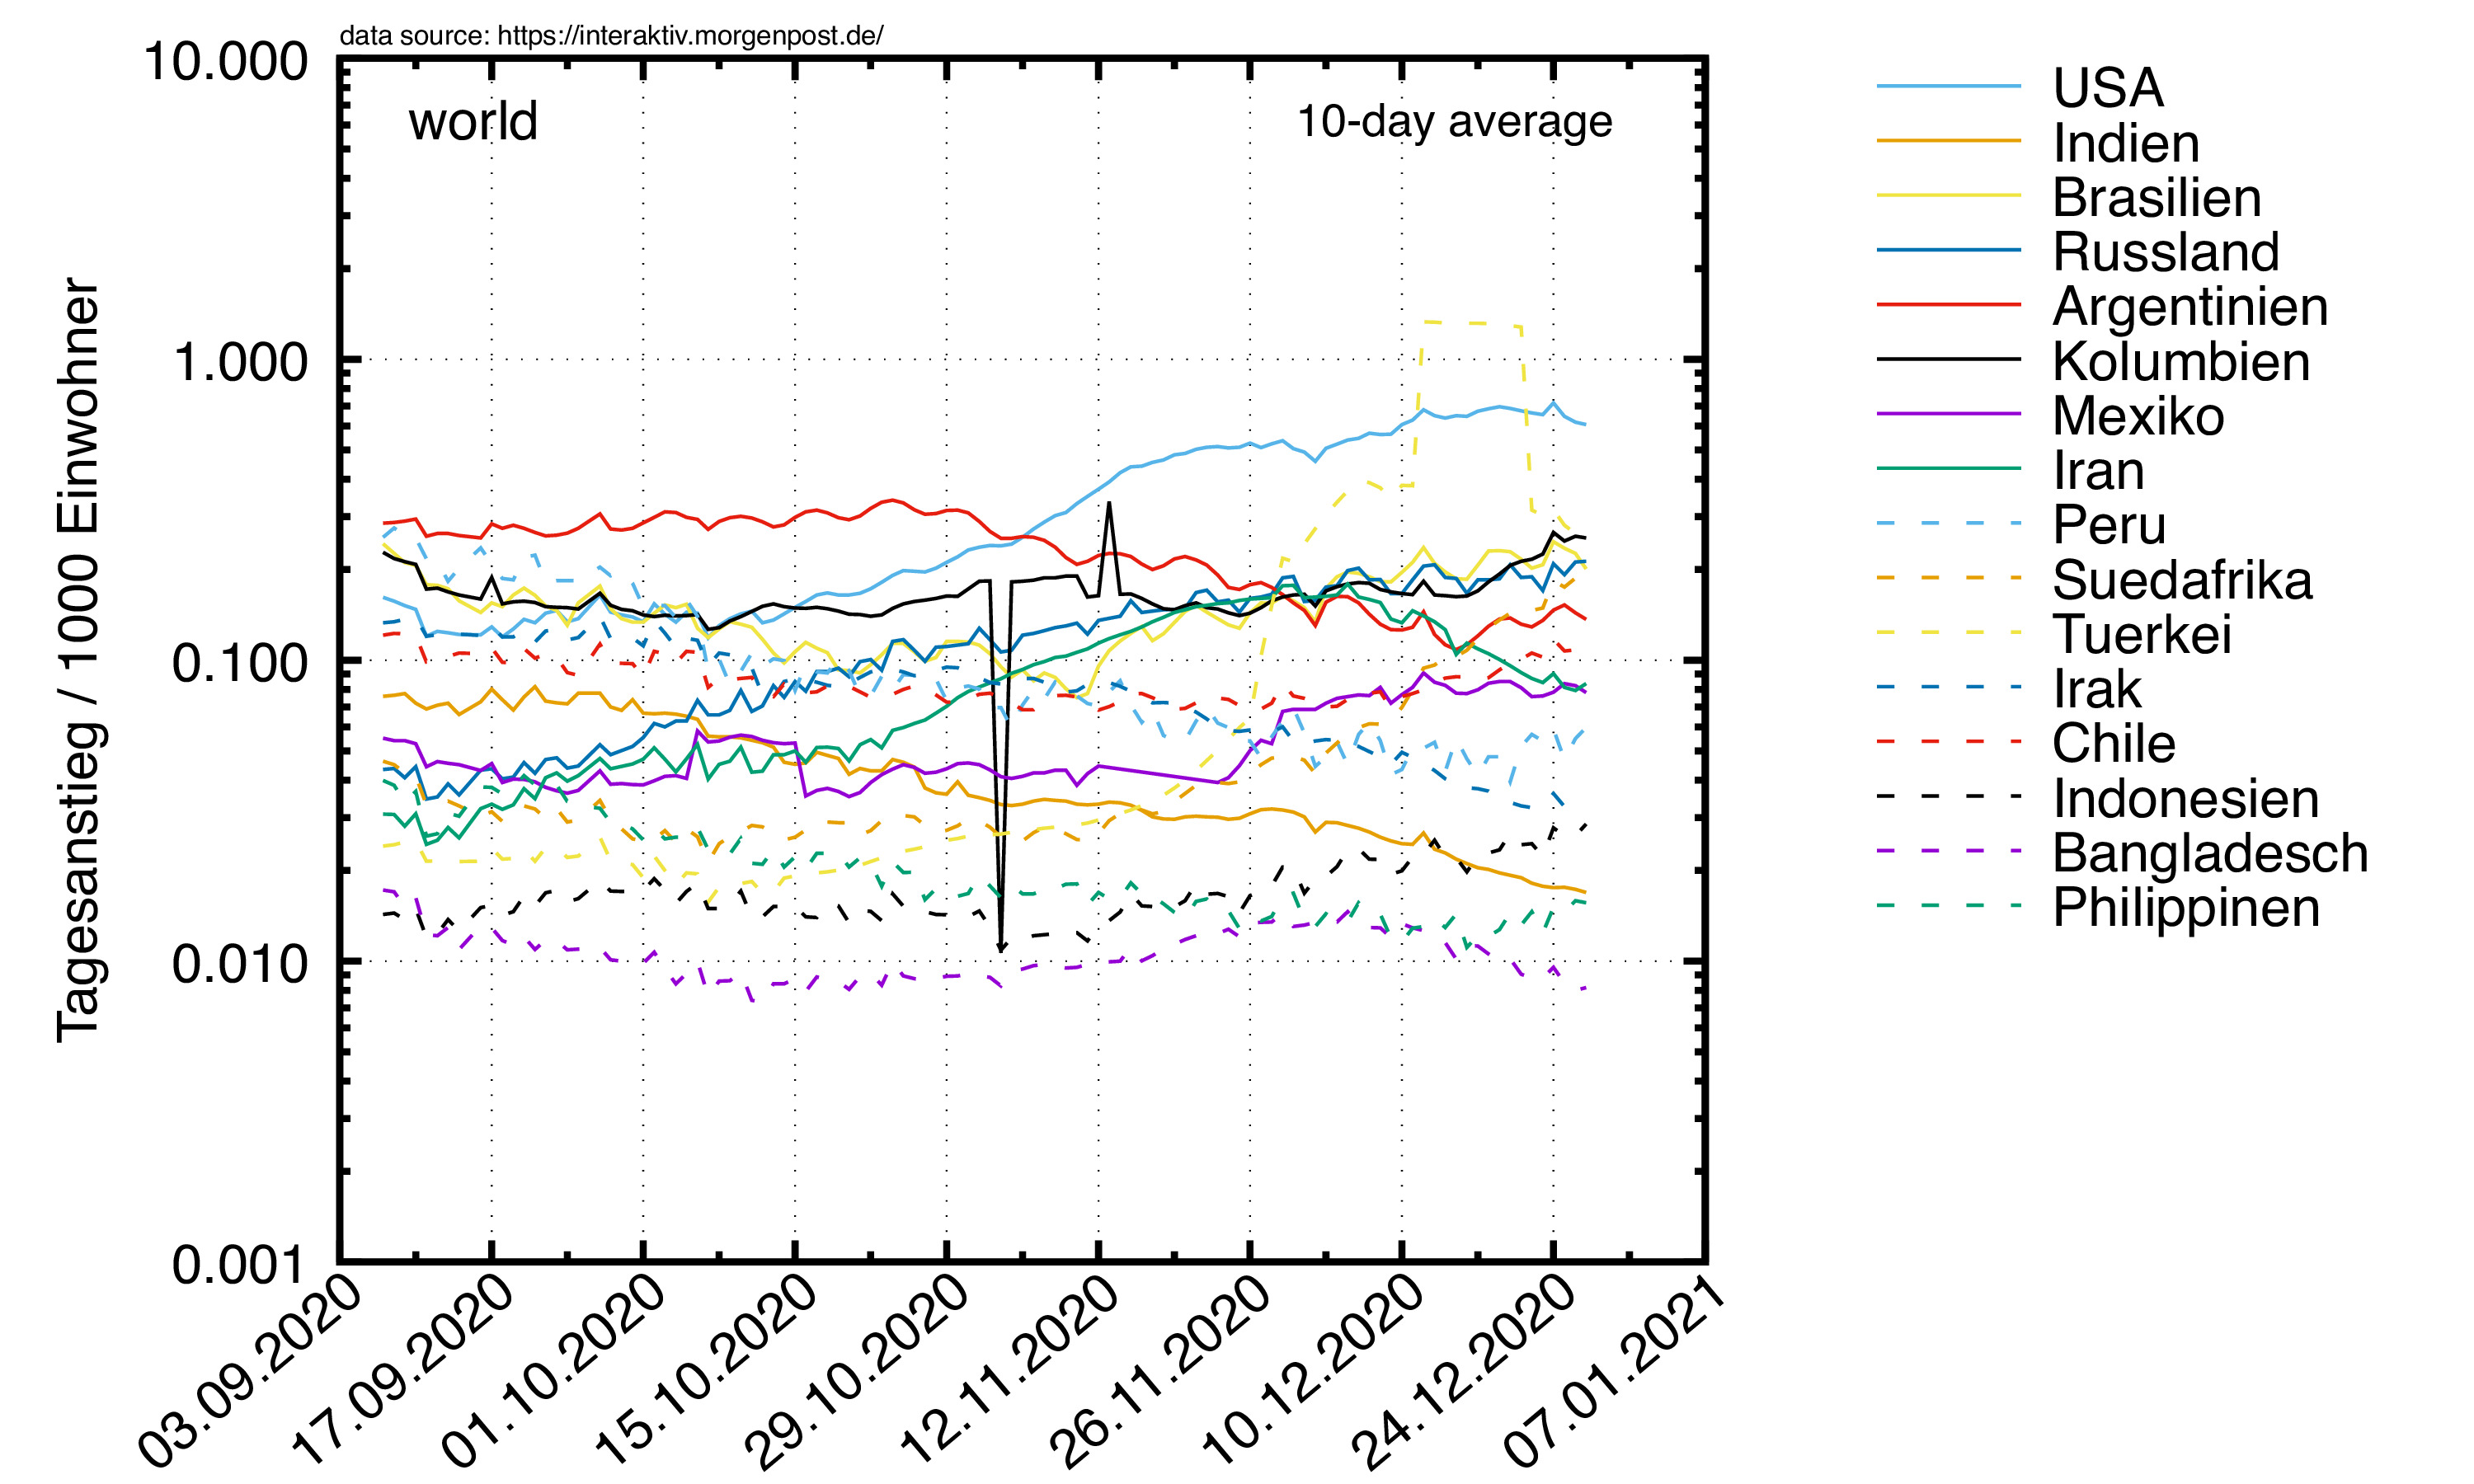 data source: https://interaktiv.morgenpost.de/
world
10-day average
Tagesanstieg / 1000 Einwohner
10.000
1.000
0.100
0.010
0.001
03.09.2020
17.09.2020
01.10.2020
15.10.2020
29.10.2020
12.11.2020
26.11.2020
10.12.2020
24.12.2020
07.01.2021
USA
Indien
Brasilien
Russland
Argentinien
Kolumbien
Mexiko
Iran
Peru
Suedafrika
Tuerkei
Irak
Chile
Indonesien
Bangladesch
Philippinen